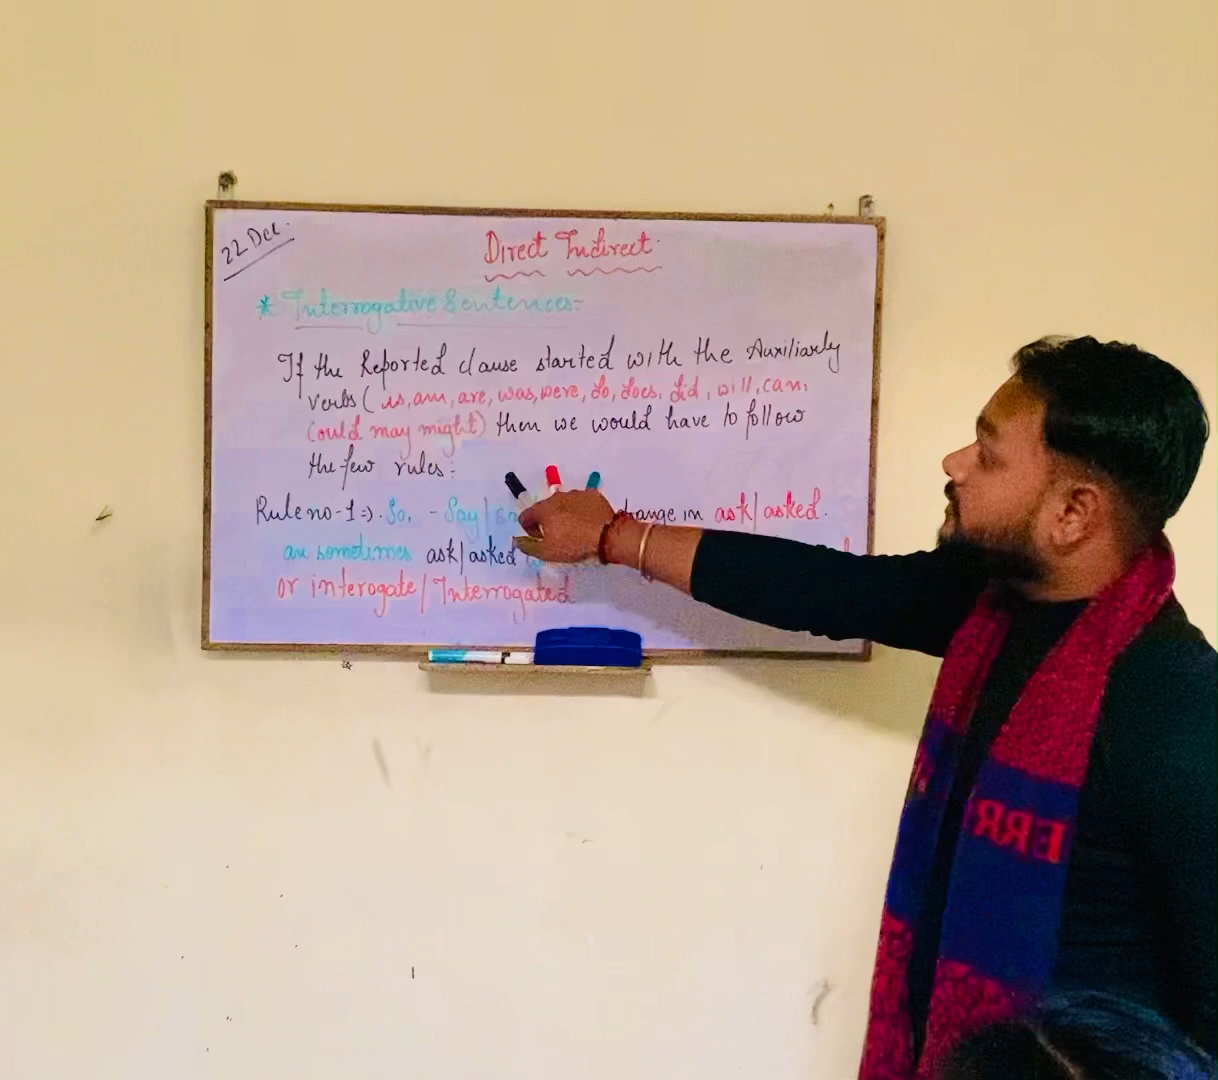 22 Dec.
Direct Indirect.
* Interrogative Sentences:-
If the Reported clause started with the Auxiliarly
verbs ( is, am, are, was, were, do, does, did, will, can,
could may might) then we would have to follow
the few rules:-
Rule no-1 => So, - Say/ change in ask/asked.
sometimes ask/asked
or interogate/Interrogated
ERR